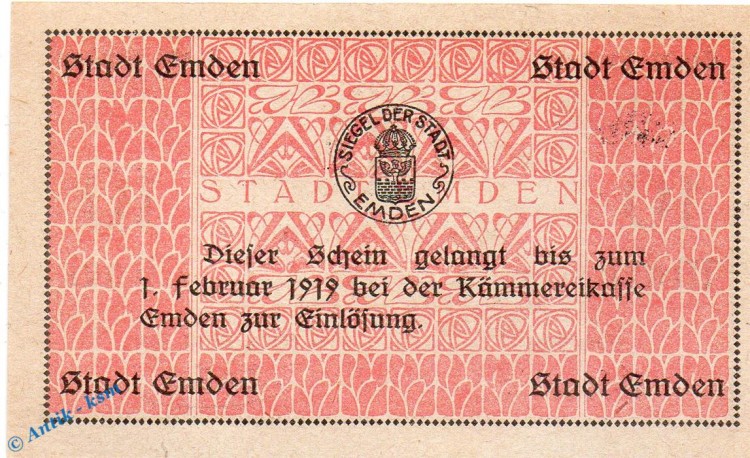 Stadt Emden Stadt Emden
SIEGEL DER STADT
EMDEN
STADT EMDEN
Dieser Schein gelangt bis zum
1. Februar 1919 bei der Kämmereikasse
Emden zur Einlösung.
Stadt Emden Stadt Emden
© Antik - ksm